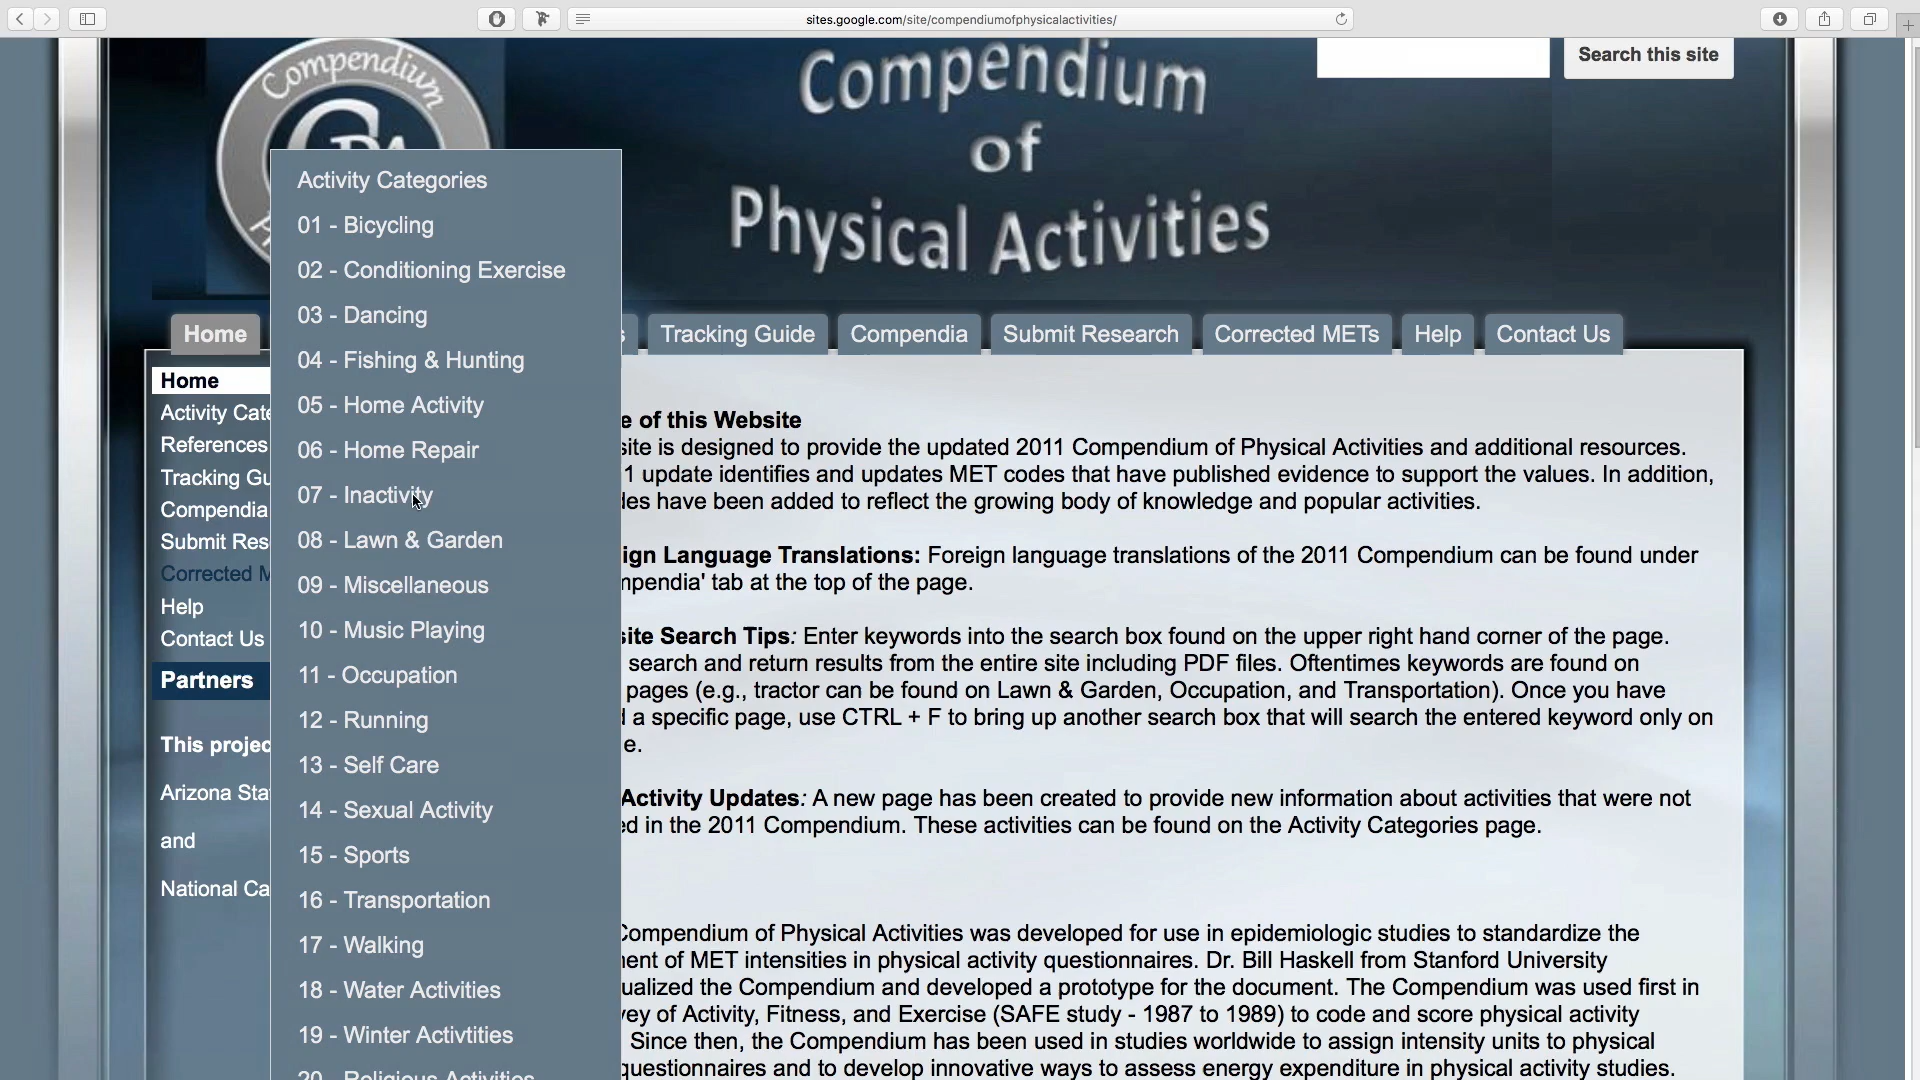 sites.google.com/site/compendiumofphysicalactivities/
Compendium
Compendium
of
Physical Activities
Search this site
Home
Tracking Guide
Compendia
Submit Research
Corrected METs
Help
Contact Us
Activity Categories
01 - Bicycling
02 - Conditioning Exercise
03 - Dancing
04 - Fishing & Hunting
05 - Home Activity
06 - Home Repair
07 - Inactivity
08 - Lawn & Garden
09 - Miscellaneous
10 - Music Playing
11 - Occupation
12 - Running
13 - Self Care
14 - Sexual Activity
15 - Sports
16 - Transportation
17 - Walking
18 - Water Activities
19 - Winter Activtities
20 - Religious Activities
Home
Activity Cate
References
Tracking Gu
Compendia
Submit Res
Corrected M
Help
Contact Us
Partners
This projec
Arizona Sta
and
National Ca
e of this Website
site is designed to provide the updated 2011 Compendium of Physical Activities and additional resources.
1 update identifies and updates MET codes that have published evidence to support the values. In addition,
des have been added to reflect the growing body of knowledge and popular activities.
ign Language Translations: Foreign language translations of the 2011 Compendium can be found under
mpendia' tab at the top of the page.
site Search Tips: Enter keywords into the search box found on the upper right hand corner of the page.
search and return results from the entire site including PDF files. Oftentimes keywords are found on
pages (e.g., tractor can be found on Lawn & Garden, Occupation, and Transportation). Once you have
d a specific page, use CTRL + F to bring up another search box that will search the entered keyword only on
e.
Activity Updates: A new page has been created to provide new information about activities that were not
ed in the 2011 Compendium. These activities can be found on the Activity Categories page.
Compendium of Physical Activities was developed for use in epidemiologic studies to standardize the
ment of MET intensities in physical activity questionnaires. Dr. Bill Haskell from Stanford University
ualized the Compendium and developed a prototype for the document. The Compendium was used first in
vey of Activity, Fitness, and Exercise (SAFE study - 1987 to 1989) to code and score physical activity
Since then, the Compendium has been used in studies worldwide to assign intensity units to physical
questionnaires and to develop innovative ways to assess energy expenditure in physical activity studies.